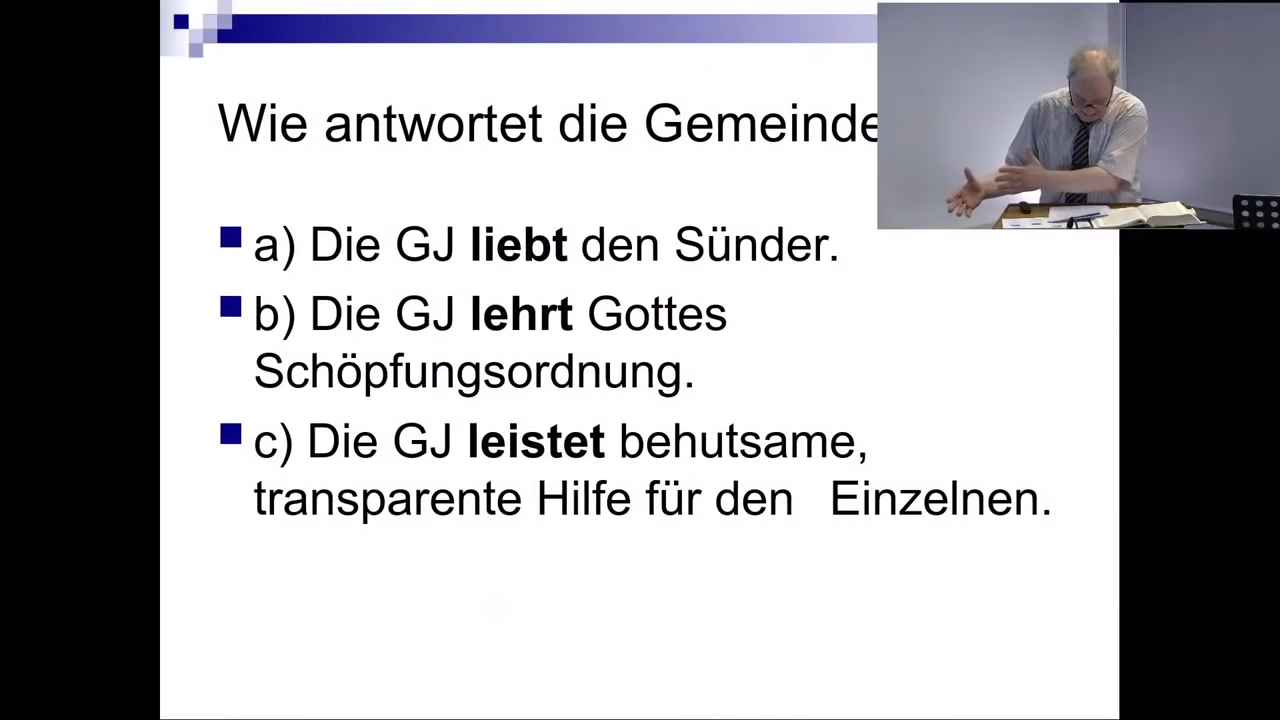 Wie antwortet die Gemeinde
a) Die GJ liebt den Sünder.
b) Die GJ lehrt Gottes
Schöpfungsordnung.
c) Die GJ leistet behutsame,
transparente Hilfe für den Einzelnen.